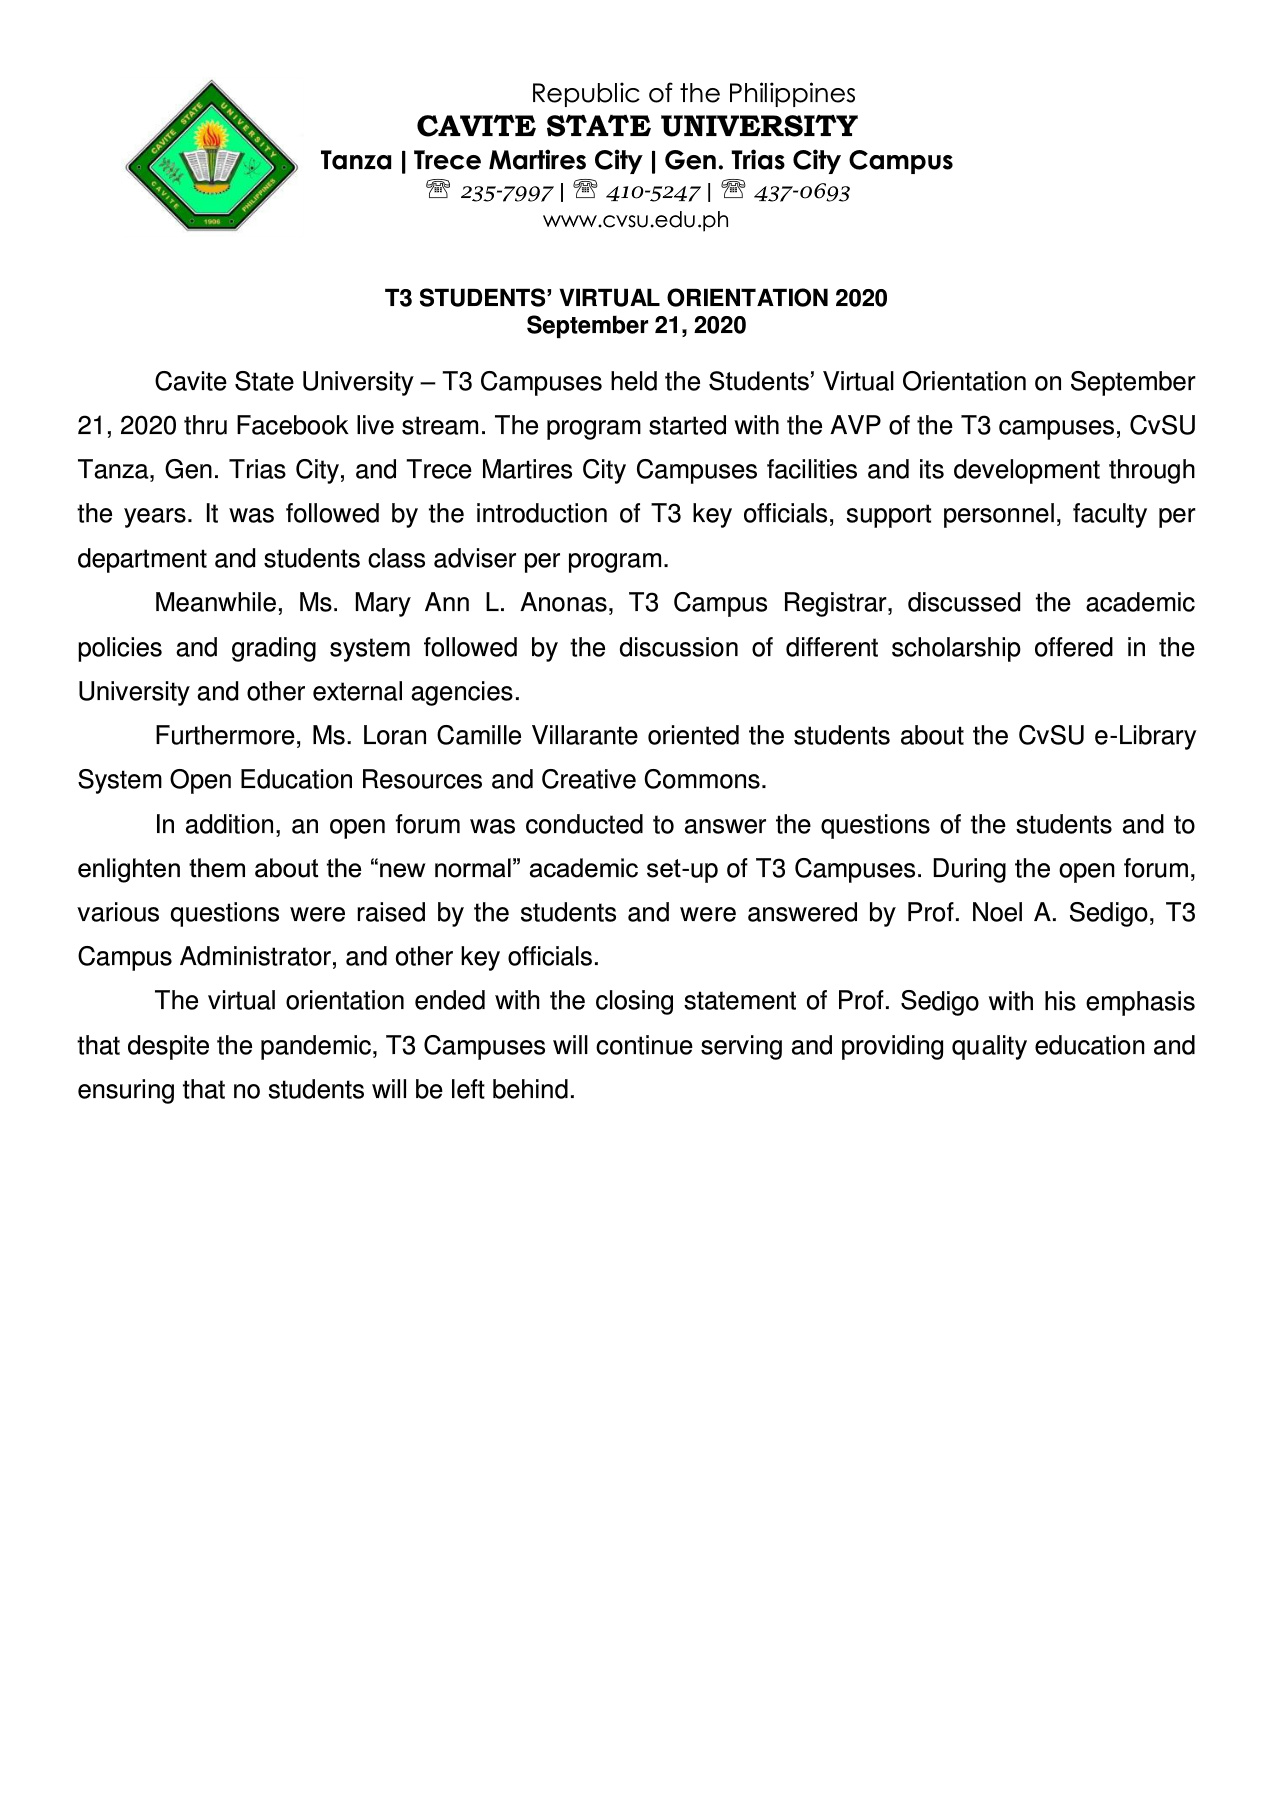 Republic of the Philippines
CAVITE STATE UNIVERSITY
Tanza | Trece Martires City | Gen. Trias City Campus
☏ 235-7997 | ☏ 410-5247 | ☏ 437-0693
www.cvsu.edu.ph
CAVITE STATE UNIVERSITY
CAVITE PHILIPPINES
1906
T3 STUDENTS’ VIRTUAL ORIENTATION 2020
September 21, 2020
Cavite State University – T3 Campuses held the Students’ Virtual Orientation on September
21, 2020 thru Facebook live stream. The program started with the AVP of the T3 campuses, CvSU
Tanza, Gen. Trias City, and Trece Martires City Campuses facilities and its development through
the years. It was followed by the introduction of T3 key officials, support personnel, faculty per
department and students class adviser per program.
Meanwhile, Ms. Mary Ann L. Anonas, T3 Campus Registrar, discussed the academic
policies and grading system followed by the discussion of different scholarship offered in the
University and other external agencies.
Furthermore, Ms. Loran Camille Villarante oriented the students about the CvSU e-Library
System Open Education Resources and Creative Commons.
In addition, an open forum was conducted to answer the questions of the students and to
enlighten them about the “new normal” academic set-up of T3 Campuses. During the open forum,
various questions were raised by the students and were answered by Prof. Noel A. Sedigo, T3
Campus Administrator, and other key officials.
The virtual orientation ended with the closing statement of Prof. Sedigo with his emphasis
that despite the pandemic, T3 Campuses will continue serving and providing quality education and
ensuring that no students will be left behind.